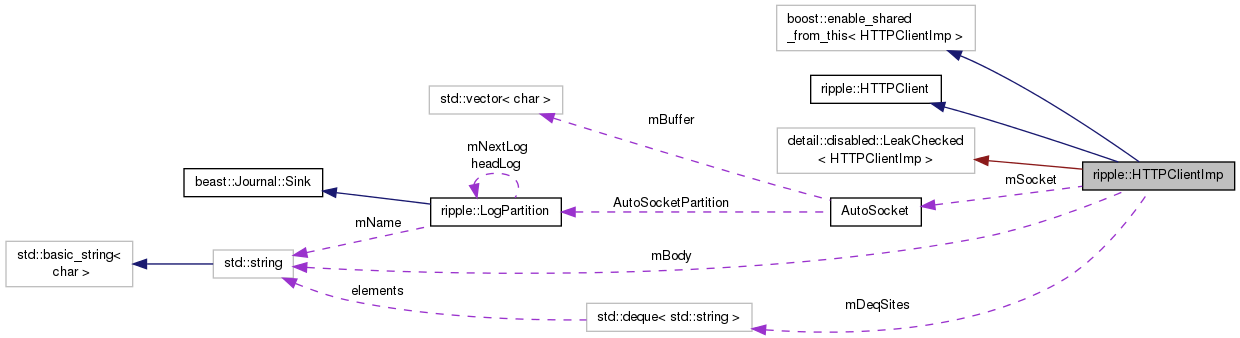 boost::enable_shared
_from_this< HTTPClientImp >
ripple::HTTPClient
std::vector< char >
mBuffer
detail::disabled::LeakChecked
< HTTPClientImp >
mNextLog
headLog
beast::Journal::Sink
ripple::HTTPClientImp
mSocket
ripple::LogPartition
AutoSocketPartition
AutoSocket
mName
std::basic_string<
char >
std::string
mBody
elements
mDeqSites
std::deque< std::string >